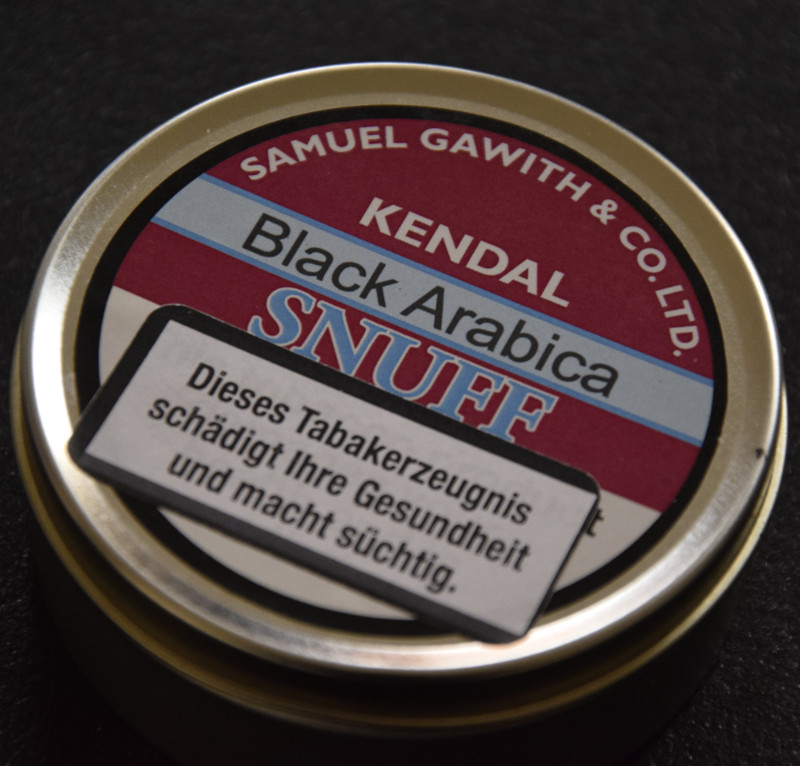 SAMUEL GAWITH & CO. LTD.
KENDAL
Black Arabica
SNUFF
Dieses Tabakerzeugnis
schädigt Ihre Gesundheit
und macht süchtig.